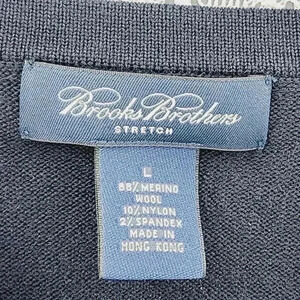 Brooks Brothers
STRETCH
L
88% MERINO
WOOL
10% NYLON
2% SPANDEX
MADE IN
HONG KONG